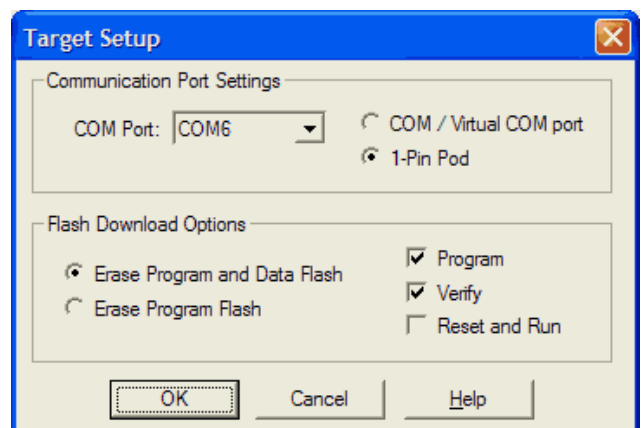 Target Setup
Communication Port Settings
COM Port: COM6
COM / Virtual COM port
1-Pin Pod
Flash Download Options
Erase Program and Data Flash
Erase Program Flash
Program
Verify
Reset and Run
OK Cancel Help